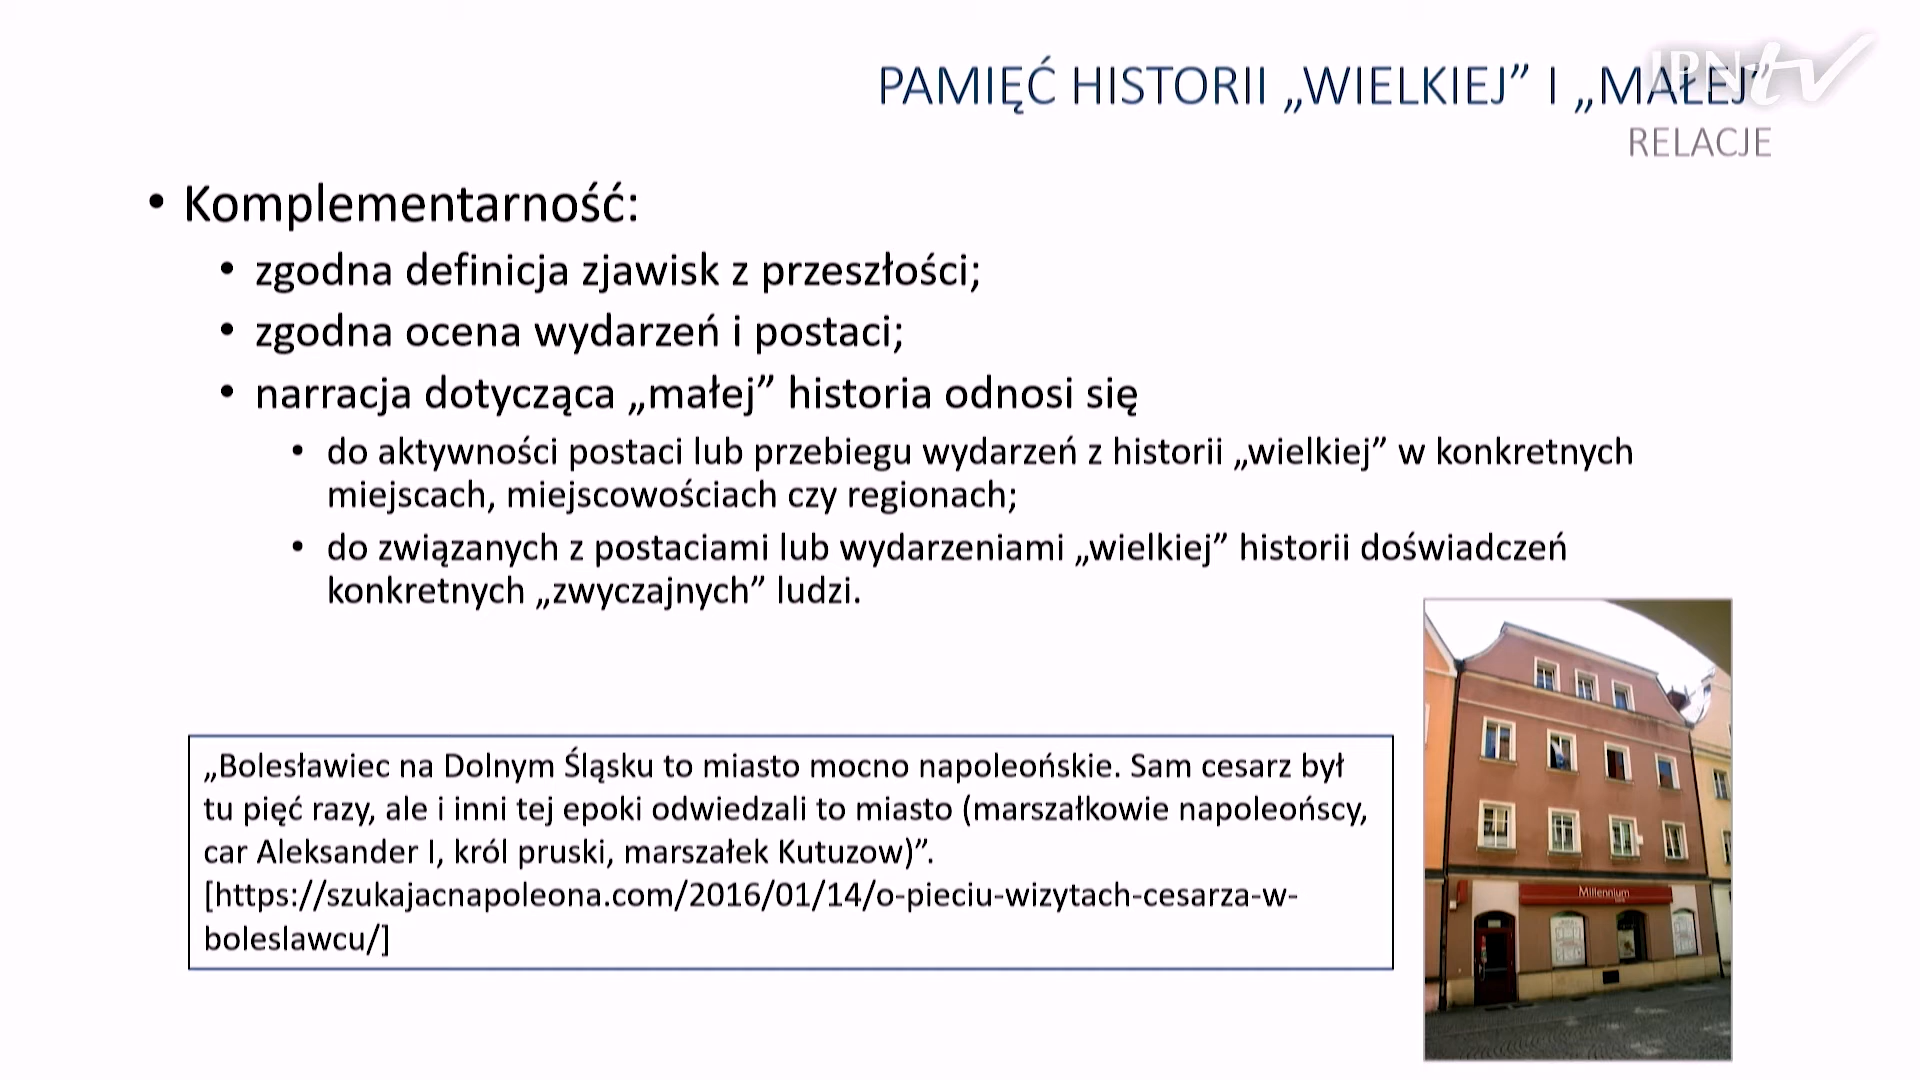 IPNtv
PAMIĘĆ HISTORII „WIELKIEJ” I „MAŁEJ”
RELACJE
• Komplementarność:
• zgodna definicja zjawisk z przeszłości;
• zgodna ocena wydarzeń i postaci;
• narracja dotycząca „małej” historia odnosi się
• do aktywności postaci lub przebiegu wydarzeń z historii „wielkiej” w konkretnych
miejscach, miejscowościach czy regionach;
• do związanych z postaciami lub wydarzeniami „wielkiej” historii doświadczeń
konkretnych „zwyczajnych” ludzi.
„Bolesławiec na Dolnym Śląsku to miasto mocno napoleońskie. Sam cesarz był
tu pięć razy, ale i inni tej epoki odwiedzali to miasto (marszałkowie napoleońscy,
car Aleksander I, król pruski, marszałek Kutuzow)”.
[https://szukajacnapoleona.com/2016/01/14/o-pieciu-wizytach-cesarza-w-
boleslawcu/]
Millennium